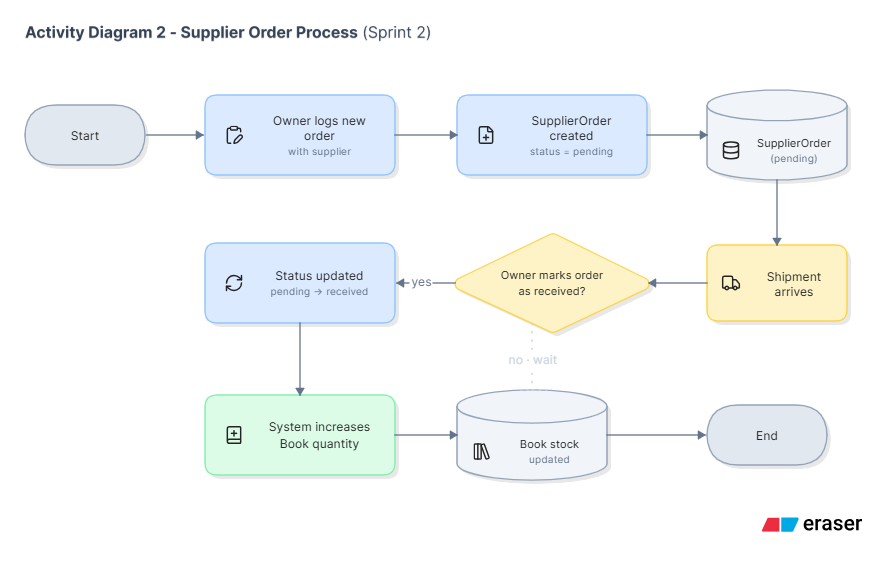 Activity Diagram 2 - Supplier Order Process (Sprint 2)
Start
Owner logs new
order
with supplier
SupplierOrder
created
status = pending
SupplierOrder
(pending)
Status updated
pending → received
yes
Owner marks order
as received?
Shipment
arrives
no · wait
System increases
Book quantity
Book stock
updated
End
eraser